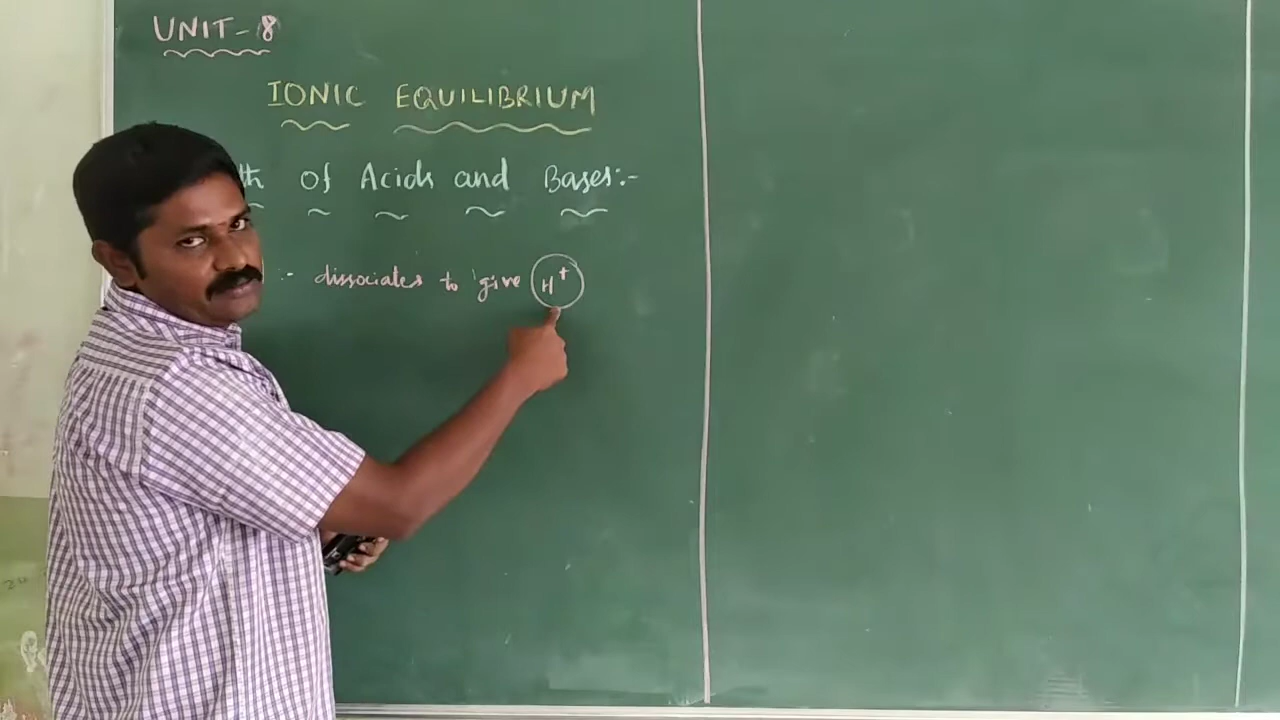 UNIT-8
IONIC EQUILIBRIUM
th of Acids and Bases:-
:- dissociates to give H⁺